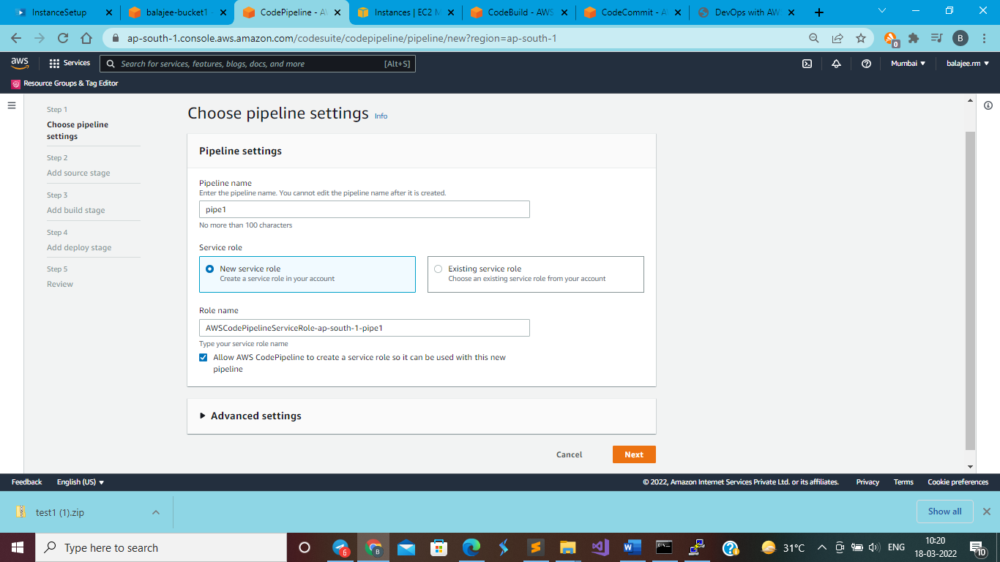 InstanceSetup
balajee-bucket1 -
CodePipeline - A
Instances | EC2 M
CodeBuild - AWS
CodeCommit - A
DevOps with AW
ap-south-1.console.aws.amazon.com/codesuite/codepipeline/pipeline/new?region=ap-south-1
0
B
aws
Services
Search for services, features, blogs, docs, and more
[Alt+S]
Mumbai
balajee.rm
Resource Groups & Tag Editor
Step 1
Choose pipeline
settings
Step 2
Add source stage
Step 3
Add build stage
Step 4
Add deploy stage
Step 5
Review
Choose pipeline settings Info
Pipeline settings
Pipeline name
Enter the pipeline name. You cannot edit the pipeline name after it is created.
pipe1
No more than 100 characters
Service role
New service role
Create a service role in your account
Existing service role
Choose an existing service role from your account
Role name
AWSCodePipelineServiceRole-ap-south-1-pipe1
Type your service role name
Allow AWS CodePipeline to create a service role so it can be used with this new
pipeline
Advanced settings
Cancel
Next
Feedback
English (US)
© 2022, Amazon Internet Services Private Ltd. or its affiliates.
Privacy
Terms
Cookie preferences
test1 (1).zip
Show all
Type here to search
6
B
31°C
ENG
10:20
18-03-2022
10